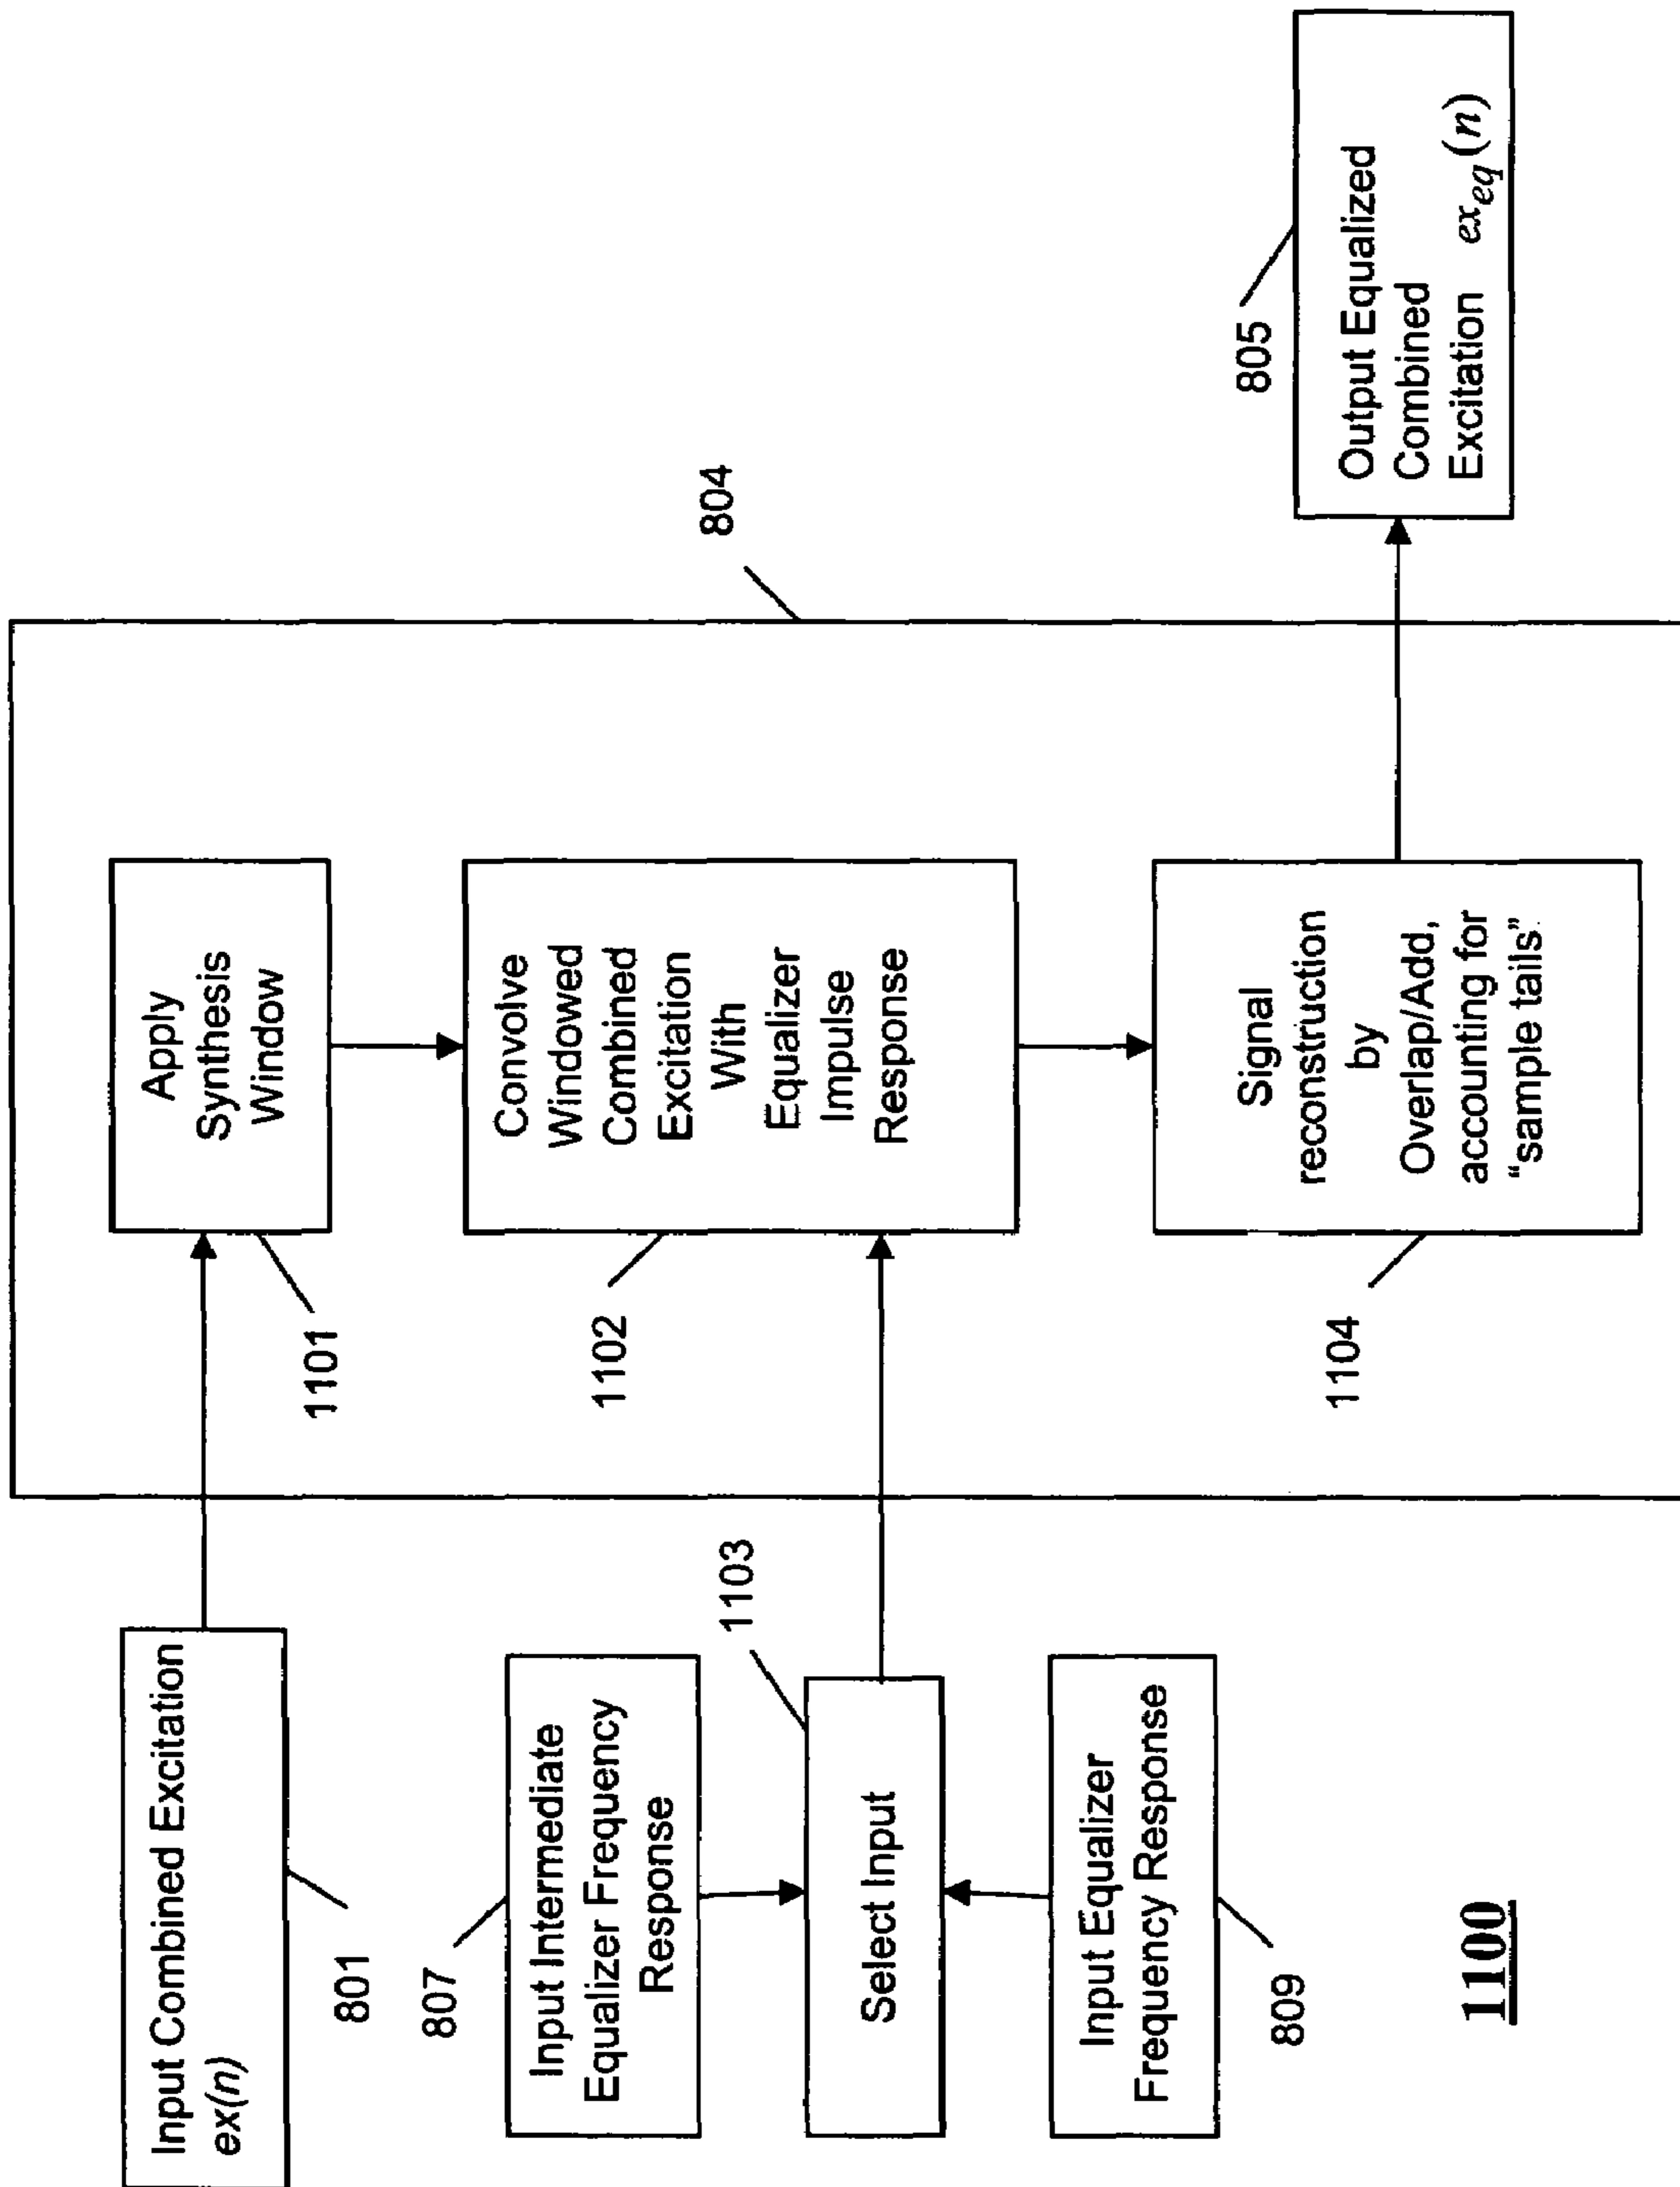 Input Combined Excitation
ex(n)
801
Apply
Synthesis
Window
1101
807
Input Intermediate
Equalizer Frequency
Response
1103
Select Input
Input Equalizer
Frequency Response
809
Convolve
Windowed
Combined
Excitation
With
Equalizer
Impulse
Response
1102
804
Signal
reconstruction
by
Overlap/Add,
accounting for
“sample tails”
1104
805
Output Equalized
Combined
Excitation ex_eq(n)
1100